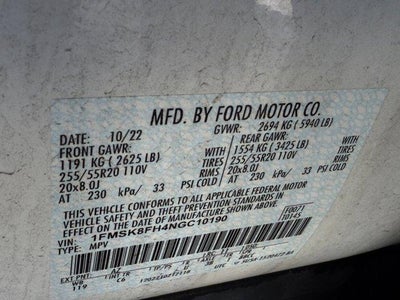 MFD. BY FORD MOTOR CO.
DATE: 10/22 GVWR: 2694 KG ( 5940 LB)
FRONT GAWR: REAR GAWR:
1191 KG ( 2625 LB) 1554 KG ( 3425 LB)
WITH TIRES WITH TIRES
255/55R20 110V 255/55R20 110V
RIMS RIMS
20x8.0J 20x8.0J
AT 230 kPa/ 33 PSI COLD AT 230 kPa/ 33 PSI COLD
THIS VEHICLE CONFORMS TO ALL APPLICABLE FEDERAL
MOTOR VEHICLE SAFETY AND THEFT PREVENTION
STANDARDS IN EFFECT ON THE DATE OF MANUFACTURE SHOWN ABOVE.
VIN: 1FMSK8FH4NGC10190
TYPE: MPV
WB
119